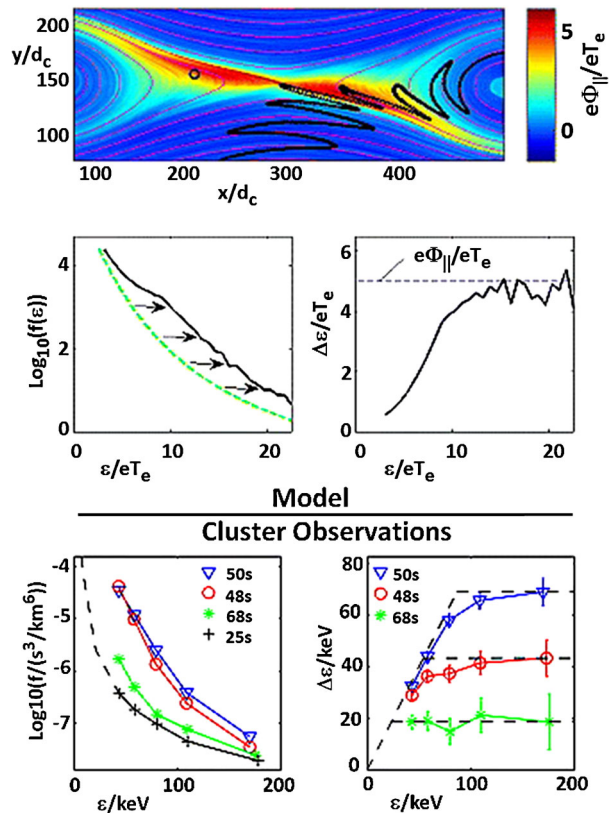 200
y/d_c
150
100
100 200 300 400
x/d_c
5
0
eΦ_||/eT_e
6
4
2
0
Log₁₀(f(ε))
0 10 20
ε/eT_e
6
4
2
0
Δε/eT_e
eΦ_||/eT_e
0 10 20
ε/eT_e
Model
Cluster Observations
-4
-5
-6
-7
Log10(f/(s³/km⁶))
50s
48s
68s
25s
0 100 200
ε/keV
80
60
40
20
0
Δε/keV
50s
48s
68s
0 100 200
ε/keV